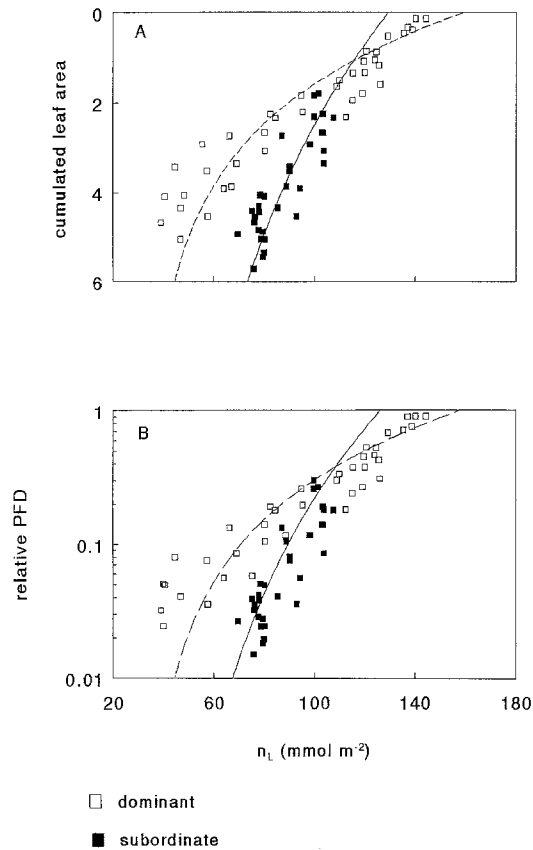 0
A
2
4
6
cumulated leaf area
1
B
0.1
0.01
relative PFD
20 60 100 140 180
nL (mmol m-2)
□ dominant
■ subordinate